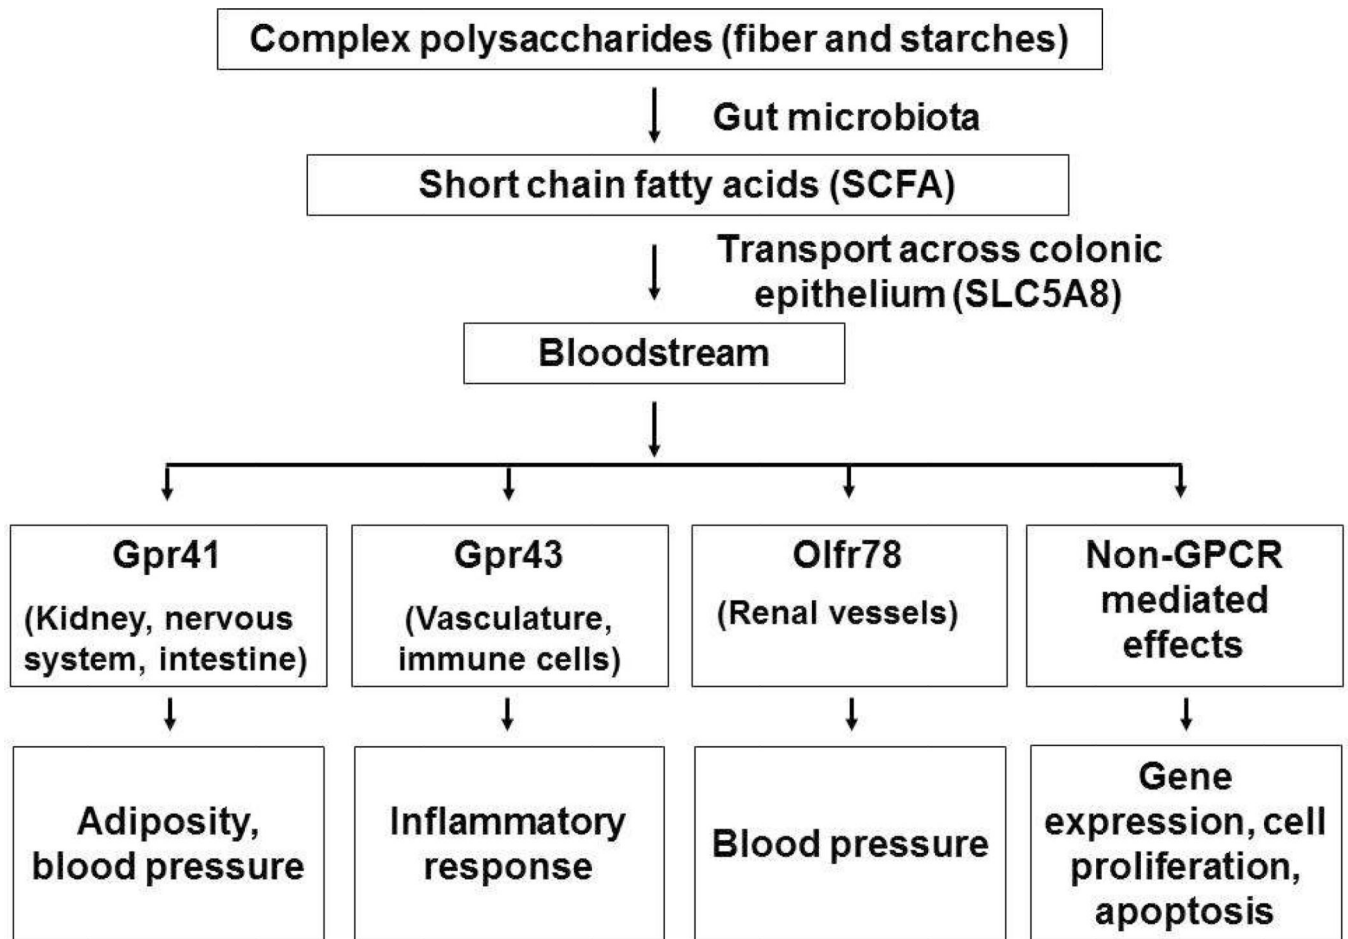 Complex polysaccharides (fiber and starches)
Gut microbiota
Short chain fatty acids (SCFA)
Transport across colonic
epithelium (SLC5A8)
Bloodstream
Gpr41
(Kidney, nervous
system, intestine)
Gpr43
(Vasculature,
immune cells)
Olfr78
(Renal vessels)
Non-GPCR
mediated
effects
Adiposity,
blood pressure
Inflammatory
response
Blood pressure
Gene
expression, cell
proliferation,
apoptosis